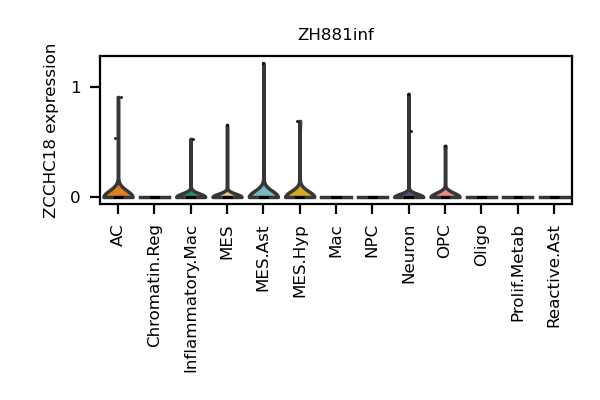 ZH881inf
ZCCHC18 expression
1
0
AC
Chromatin.Reg
Inflammatory.Mac
MES
MES.Ast
MES.Hyp
Mac
NPC
Neuron
OPC
Oligo
Prolif.Metab
Reactive.Ast